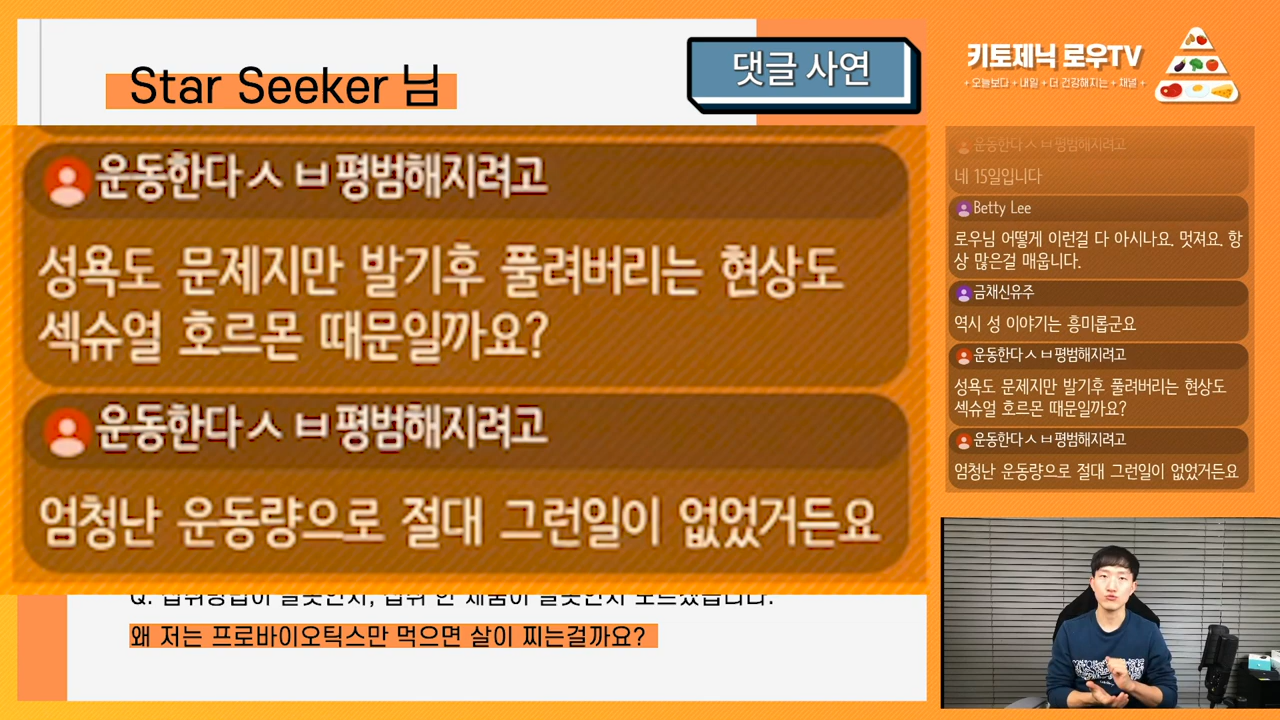 Star Seeker 님
댓글 사연
운동한다ㅅㅂ평범해지려고
성욕도 문제지만 발기후 풀려버리는 현상도
섹슈얼 호르몬 때문일까요?
운동한다ㅅㅂ평범해지려고
엄청난 운동량으로 절대 그런일이 없었거든요
왜 저는 프로바이오틱스만 먹으면 살이 찌는걸까요?
키토제닉 로우TV
+ 오늘보다 + 내일 + 더 건강해지는 + 채널 +
운동한다ㅅㅂ평범해지려고
네 15일입니다
Betty Lee
로우님 어떻게 이런걸 다 아시나요. 멋져요. 항
상 많은걸 매웁니다.
금채신유주
역시 성 이야기는 흥미롭군요
운동한다ㅅㅂ평범해지려고
성욕도 문제지만 발기후 풀려버리는 현상도
섹슈얼 호르몬 때문일까요?
운동한다ㅅㅂ평범해지려고
엄청난 운동량으로 절대 그런일이 없었거든요